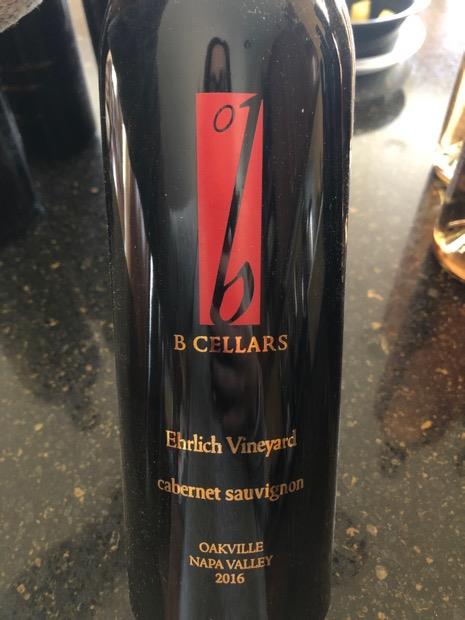 °b
B CELLARS
Ehrlich Vineyard
cabernet sauvignon
OAKVILLE
NAPA VALLEY
2016